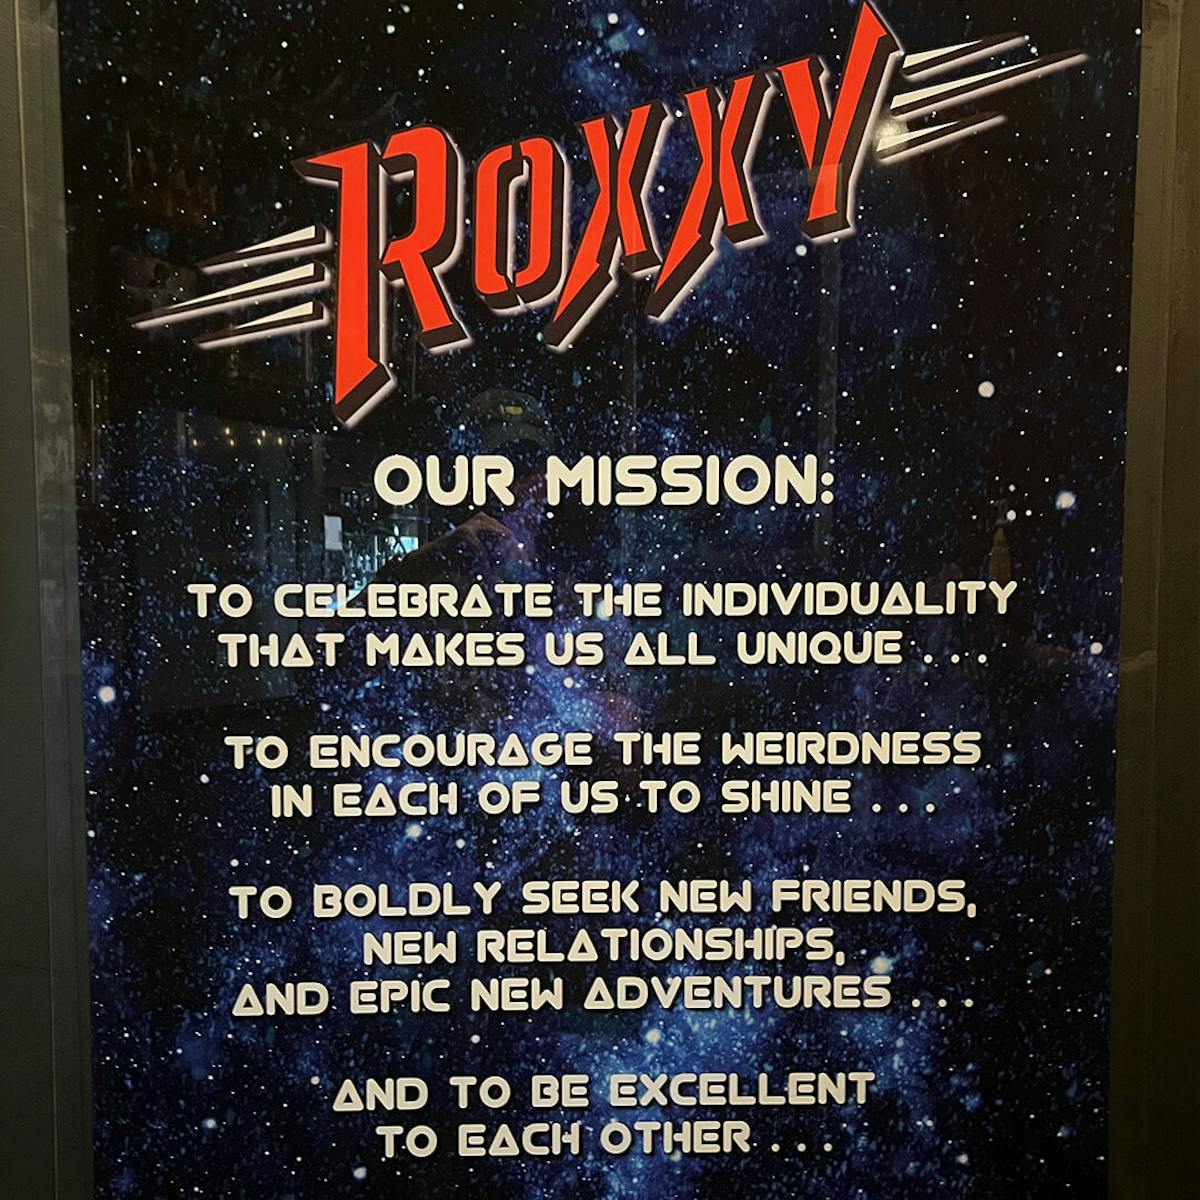 ROXXY
OUR MISSION:
TO CELEBRATE THE INDIVIDUALITY
THAT MAKES US ALL UNIQUE . . .
TO ENCOURAGE THE WEIRDNESS
IN EACH OF US TO SHINE . . .
TO BOLDLY SEEK NEW FRIENDS,
NEW RELATIONSHIPS,
AND EPIC NEW ADVENTURES . . .
AND TO BE EXCELLENT
TO EACH OTHER . . .